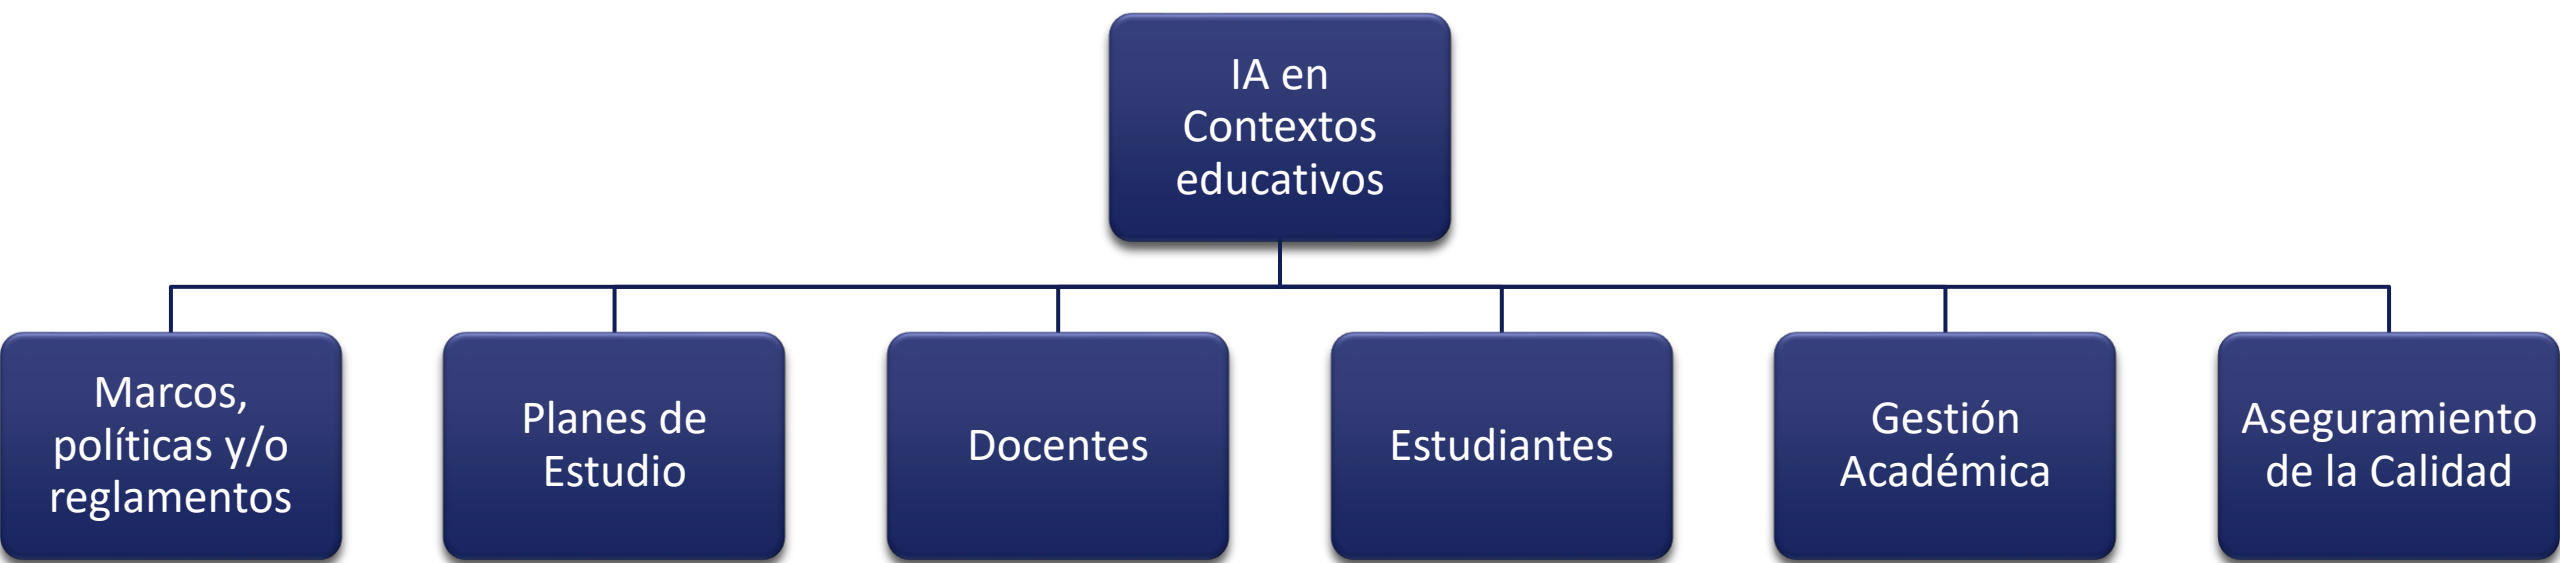 IA en
Contextos
educativos
Marcos,
políticas y/o
reglamentos
Planes de
Estudio
Docentes
Estudiantes
Gestión
Académica
Aseguramiento
de la Calidad